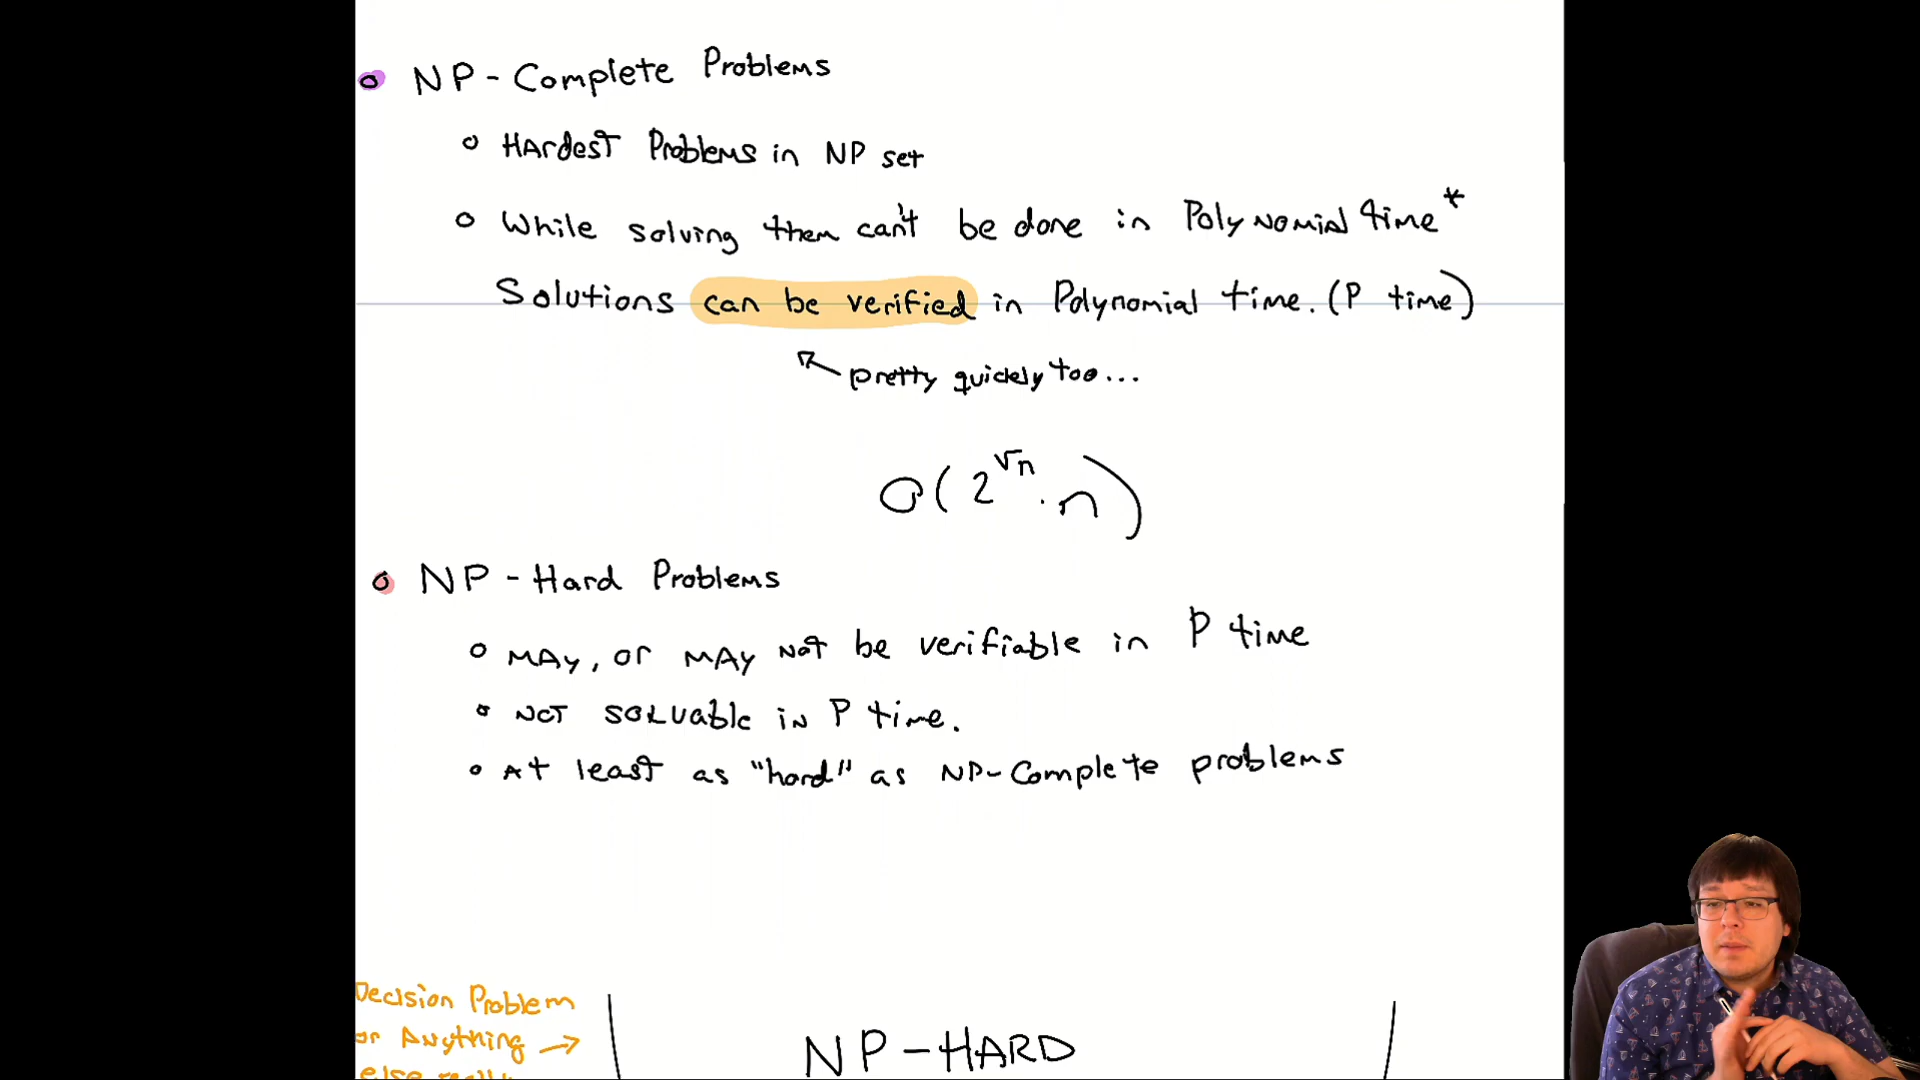 NP - Complete Problems
Hardest Problems in NP set
While solving them can't be done in Polynomial time*
Solutions can be verified in Polynomial time. (P time)
pretty quickly too...
O(2^√n · n)
NP - Hard Problems
MAy, or MAy Not be verifiable in P time
NOT SOLVable in P time.
At least as "hard" as NP-Complete problems
Decision Problem
or Anything →
else really
NP-HARD